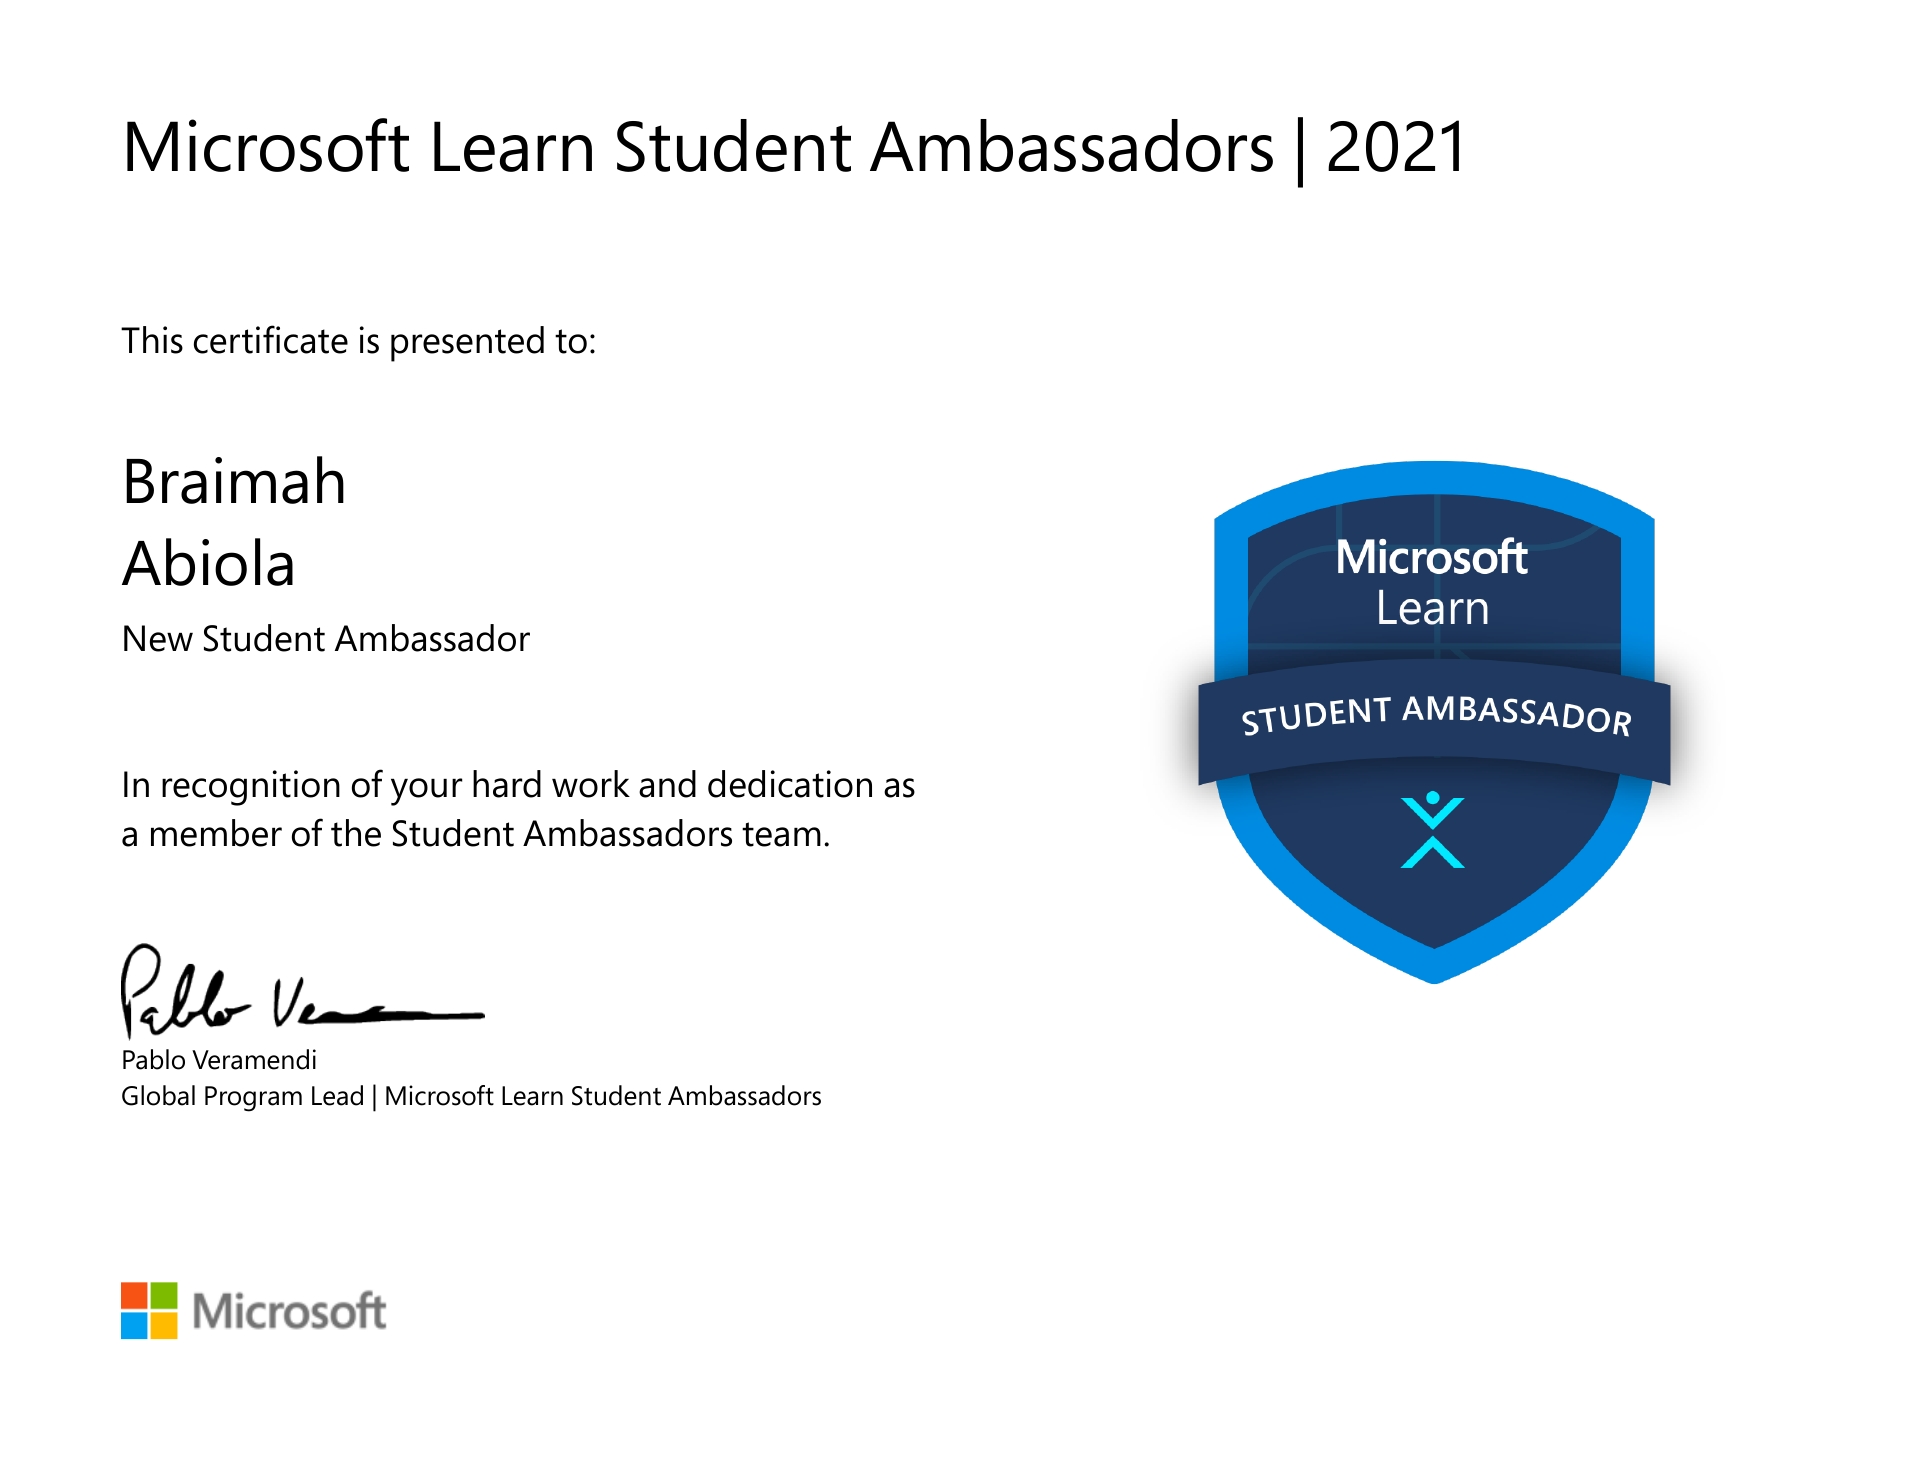 Microsoft Learn Student Ambassadors | 2021
This certificate is presented to:
Braimah
Abiola
New Student Ambassador
In recognition of your hard work and dedication as
a member of the Student Ambassadors team.
Pablo Veramendi
Global Program Lead | Microsoft Learn Student Ambassadors
Microsoft
Learn
STUDENT AMBASSADOR
Microsoft